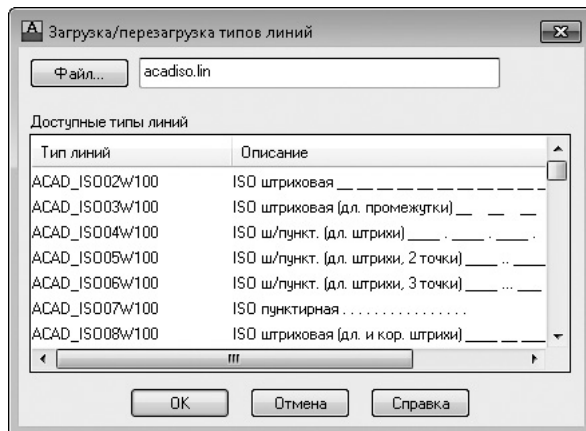 Загрузка/перезагрузка типов линий
Файл... acadiso.lin
Доступные типы линий
Тип линий Описание
ACAD_ISO02W100 ISO штриховая __ __ __ __ __ __ __ __ __ __
ACAD_ISO03W100 ISO штриховая (дл. промежутки) __ __ __
ACAD_ISO04W100 ISO ш/пункт. (дл. штрихи) ____ . ____ . ____ .
ACAD_ISO05W100 ISO ш/пункт. (дл. штрихи, 2 точки) ____ .. ____
ACAD_ISO06W100 ISO ш/пункт. (дл. штрихи, 3 точки) ____ ... ____
ACAD_ISO07W100 ISO пунктирная . . . . . . . . . . . . . . . .
ACAD_ISO08W100 ISO штриховая (дл. и кор. штрихи) ____ __ ____
OK Отмена Справка